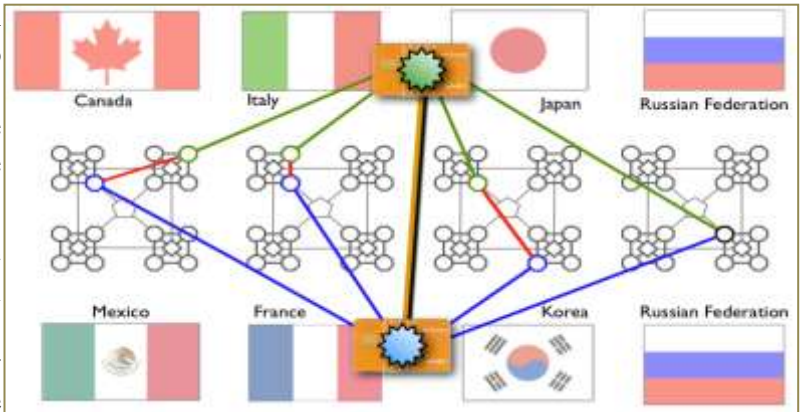 Canada
Italy
Japan
Russian Federation
Mexico
France
Korea
Russian Federation